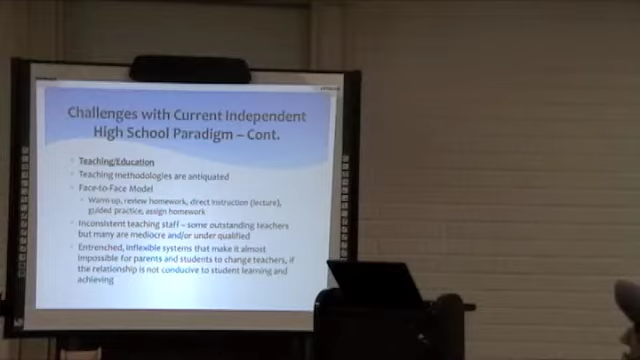 Challenges with Current Independent
High School Paradigm – Cont.
Teaching/Education
Teaching methodologies are antiquated
Face-to-Face Model
Warm-up, review homework, direct instruction (lecture),
guided practice, assign homework
Inconsistent teaching staff – some outstanding teachers
but many are mediocre and/or under qualified
Entrenched, inflexible systems that make it almost
impossible for parents and students to change teachers, if
the relationship is not conducive to student learning and
achieving